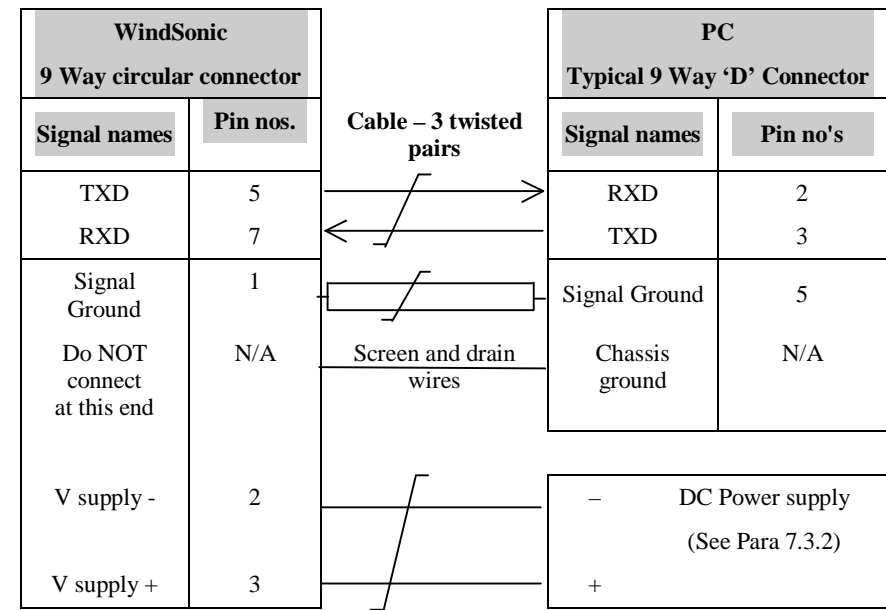 WindSonic
9 Way circular connector
PC
Typical 9 Way ‘D’ Connector
Signal names Pin nos. Cable – 3 twisted pairs Signal names Pin no's
TXD 5 RXD 2
RXD 7 TXD 3
Signal Ground 1 Signal Ground 5
Do NOT connect at this end N/A Screen and drain wires Chassis ground N/A
V supply - 2 – DC Power supply
(See Para 7.3.2)
V supply + 3 +